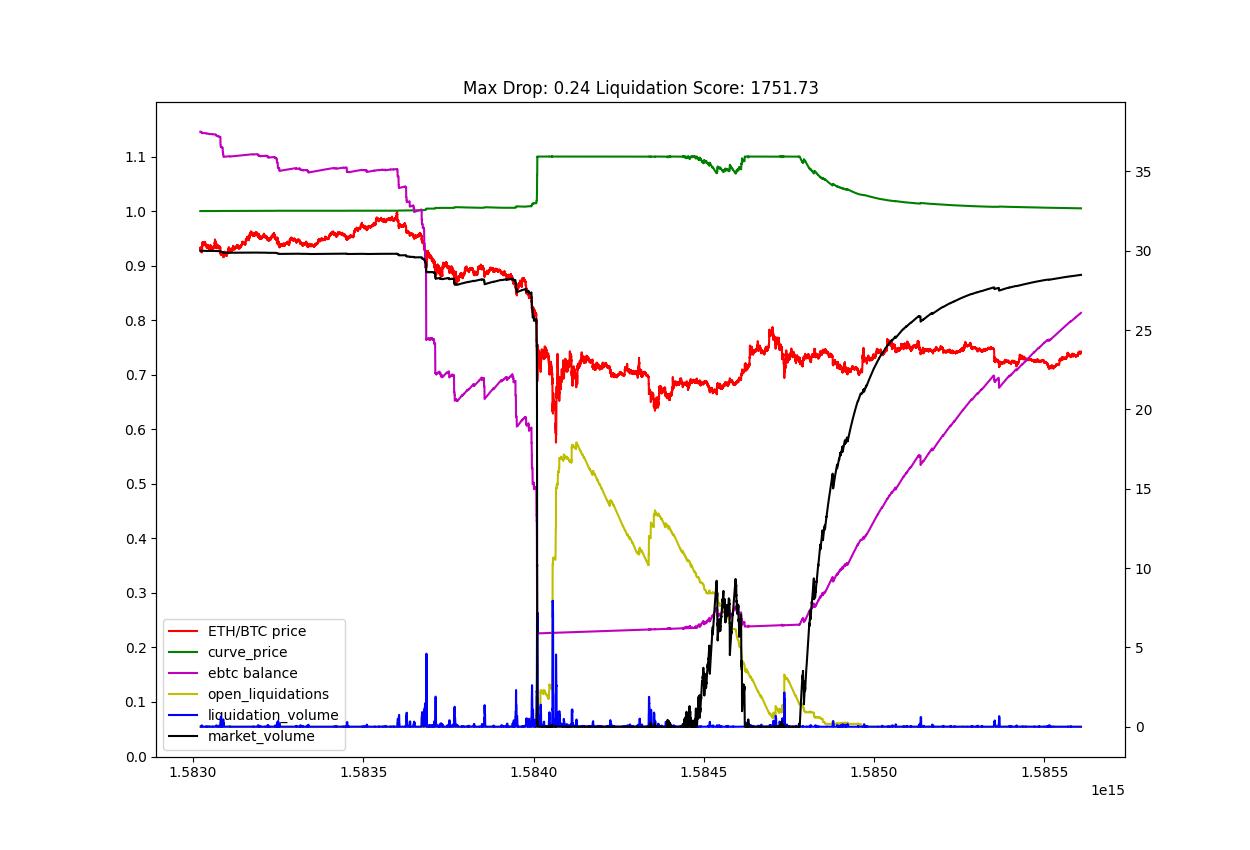 Max Drop: 0.24 Liquidation Score: 1751.73
1.1
1.0
0.9
0.8
0.7
0.6
0.5
0.4
0.3
0.2
0.1
0.0
35
30
25
20
15
10
5
0
ETH/BTC price
curve_price
ebtc balance
open_liquidations
liquidation_volume
market_volume
1.5830 1.5835 1.5840 1.5845 1.5850 1.5855
1e15